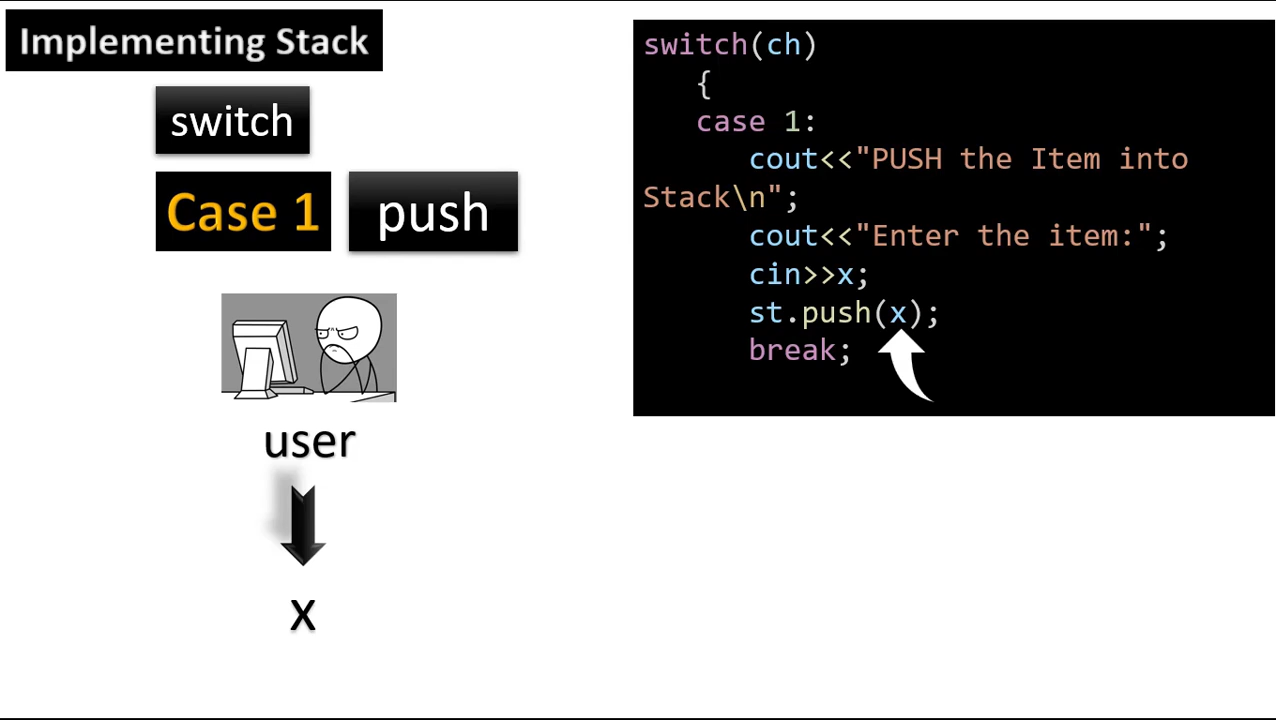 Implementing Stack
switch
Case 1
push
user
x
switch(ch)
{
case 1:
cout<<"PUSH the Item into
Stack\n";
cout<<"Enter the item:";
cin>>x;
st.push(x);
break;